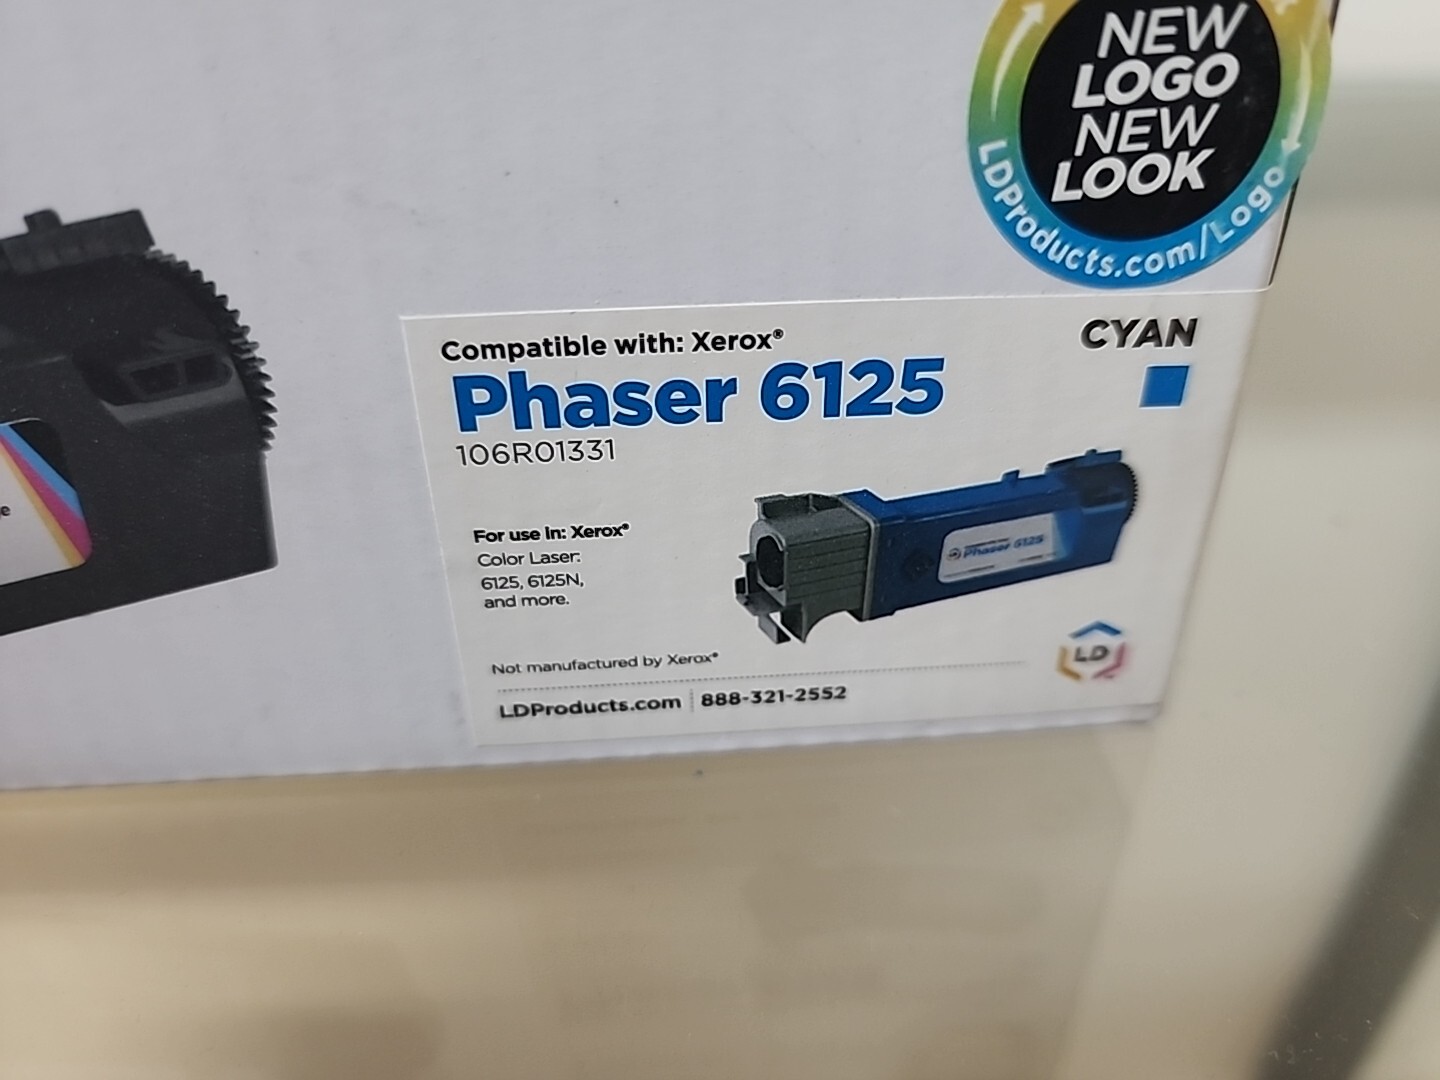 NEW
LOGO
NEW
LOOK
LDProducts.com/Logo
Compatible with: Xerox®
CYAN
Phaser 6125
106R01331
For use in: Xerox®
Color Laser:
6125, 6125N,
and more.
Phaser 6125
Not manufactured by Xerox®
LD
LDProducts.com | 888-321-2552